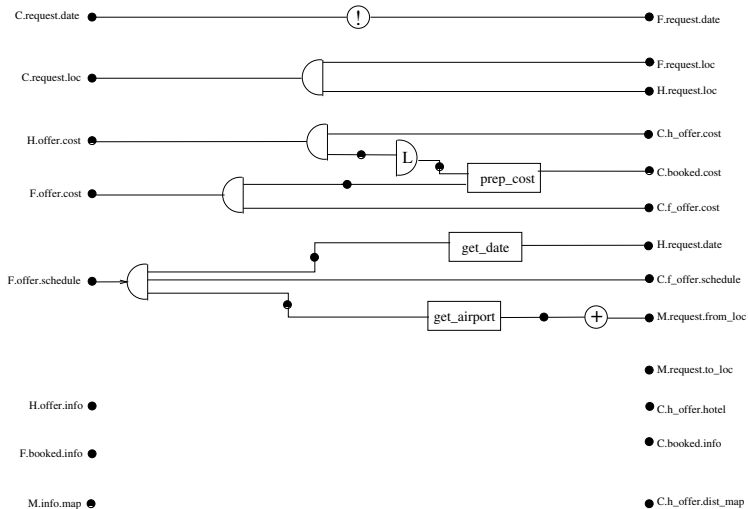 C.request.date
!
F.request.date
C.request.loc
F.request.loc
H.request.loc
H.offer.cost
C.h_offer.cost
L
C.booked.cost
prep_cost
F.offer.cost
C.f_offer.cost
get_date
H.request.date
F.offer.schedule
C.f_offer.schedule
get_airport
+
M.request.from_loc
M.request.to_loc
H.offer.info
C.h_offer.hotel
C.booked.info
F.booked.info
M.info.map
C.h_offer.dist_map